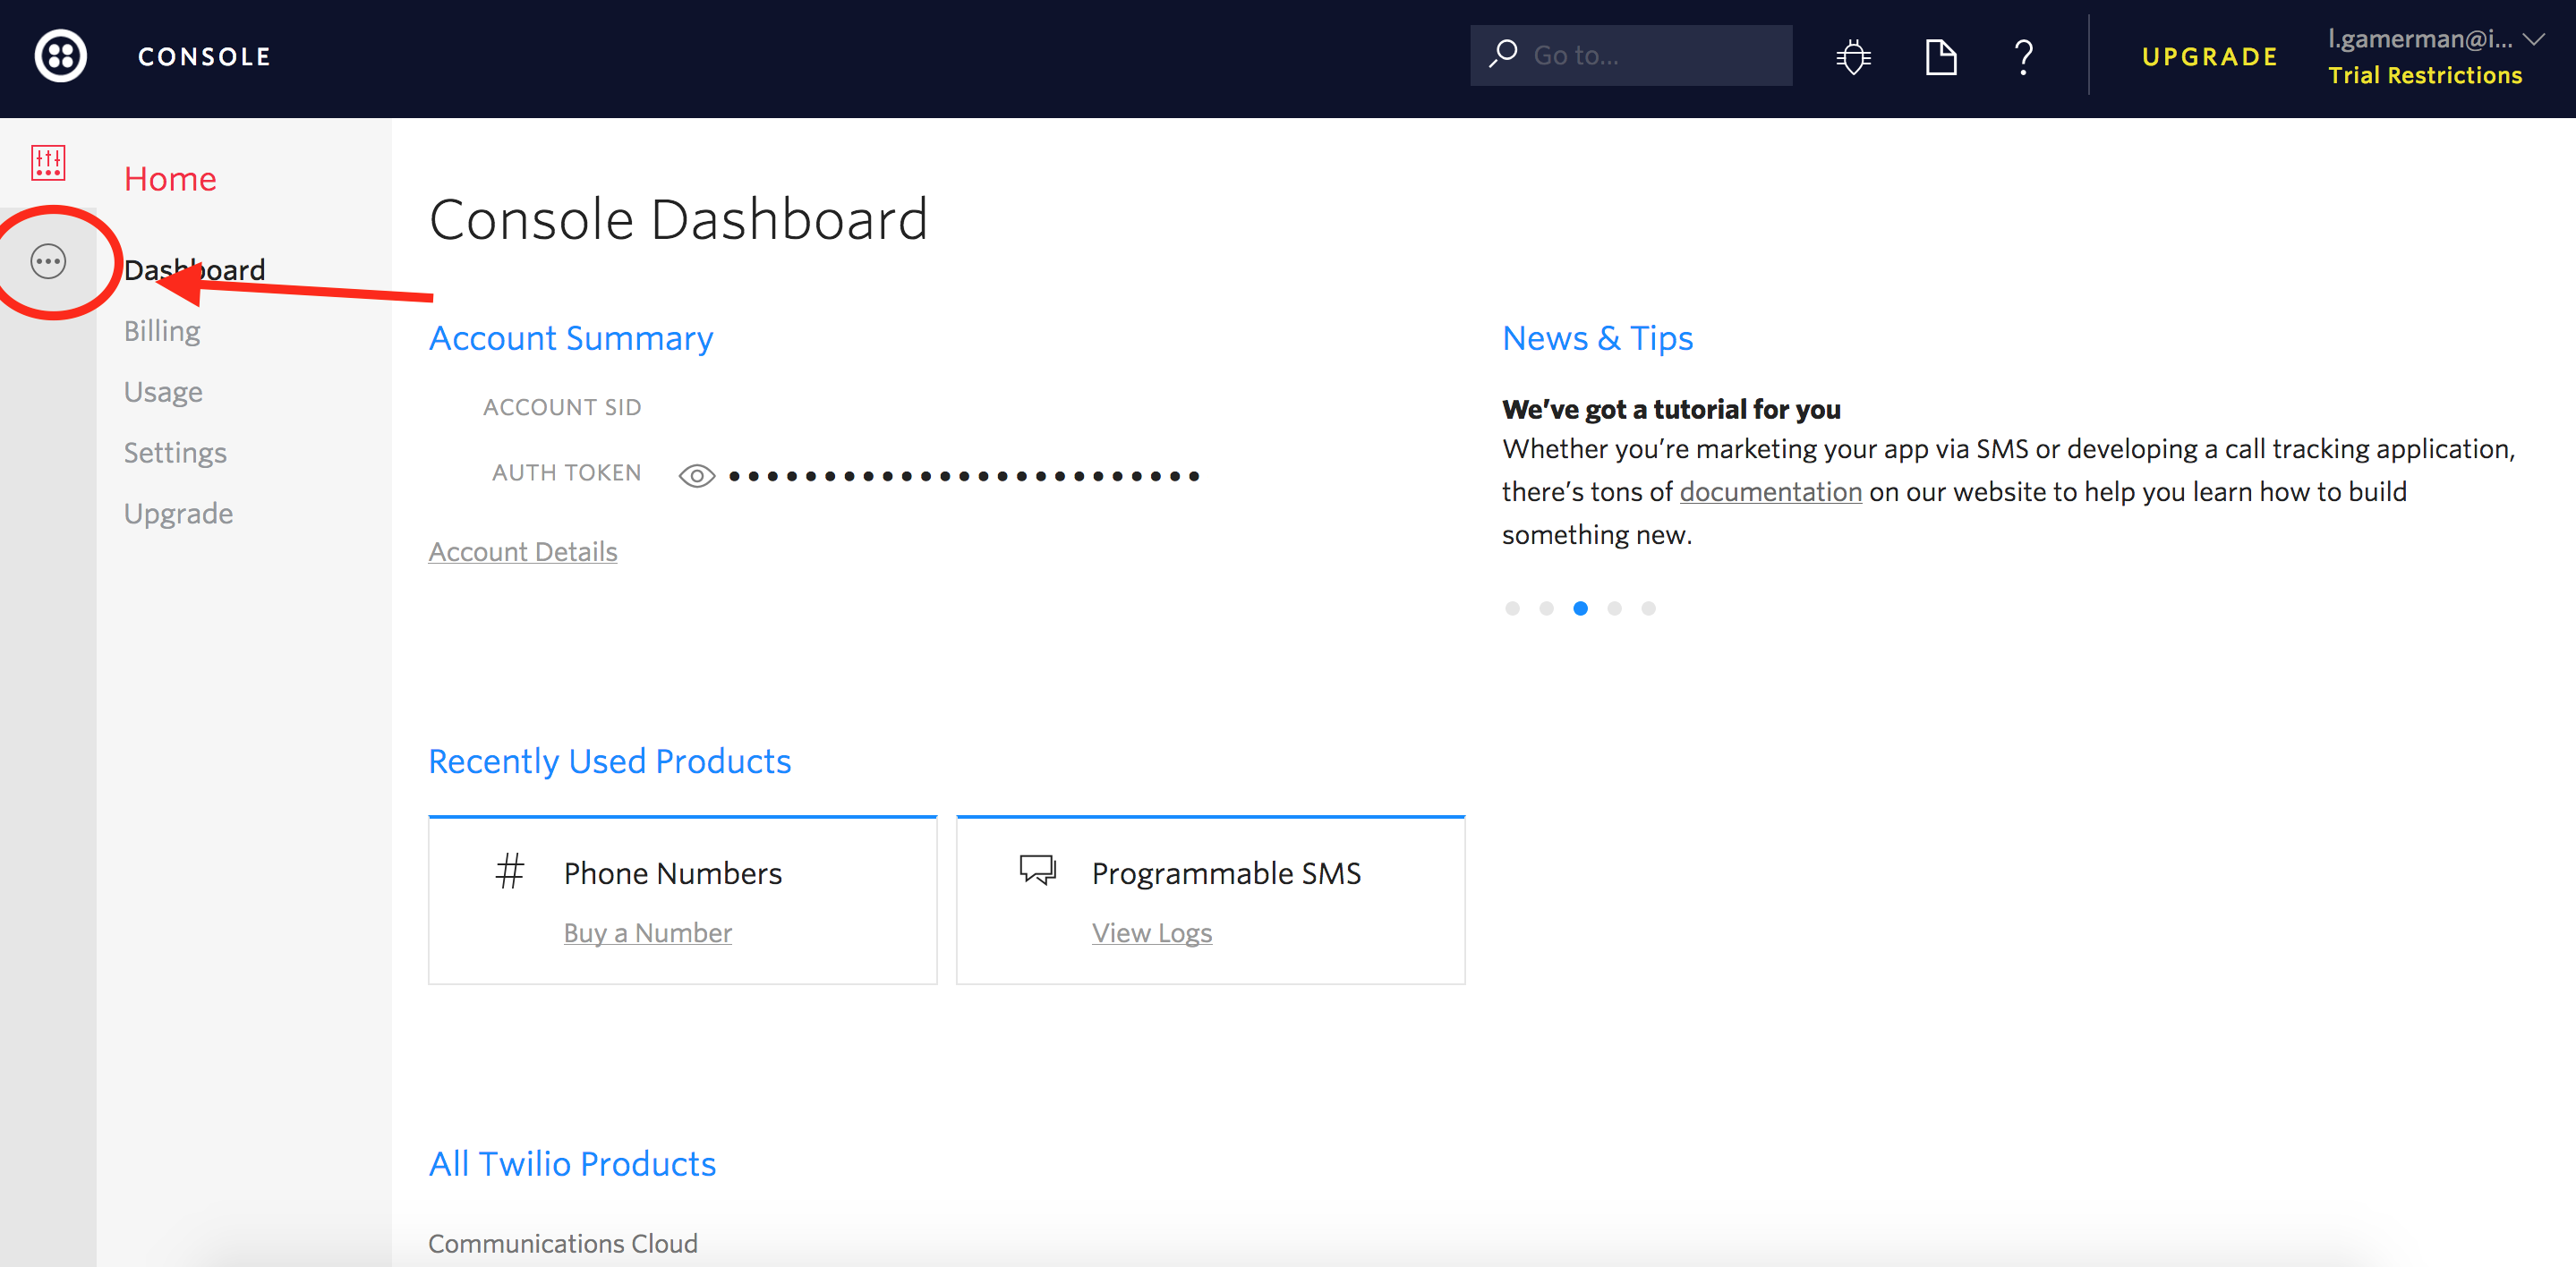 CONSOLE
Go to...
UPGRADE
l.gamerman@i...
Trial Restrictions
Home
Dashboard
Billing
Usage
Settings
Upgrade
Console Dashboard
Account Summary
ACCOUNT SID
AUTH TOKEN
Account Details
News & Tips
We've got a tutorial for you
Whether you're marketing your app via SMS or developing a call tracking application,
there's tons of documentation on our website to help you learn how to build
something new.
Recently Used Products
Phone Numbers
Buy a Number
Programmable SMS
View Logs
All Twilio Products
Communications Cloud